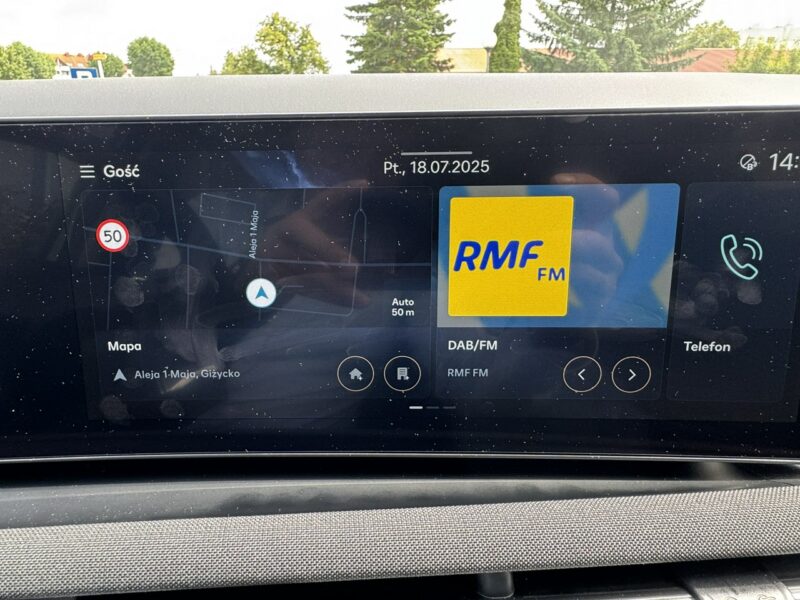 P
Gość
Pt., 18.07.2025
14:
50
Aleja 1 Maja
Auto
50 m
RMF
FM
Mapa
Aleja 1 Maja, Giżycko
DAB/FM
RMF FM
Telefon